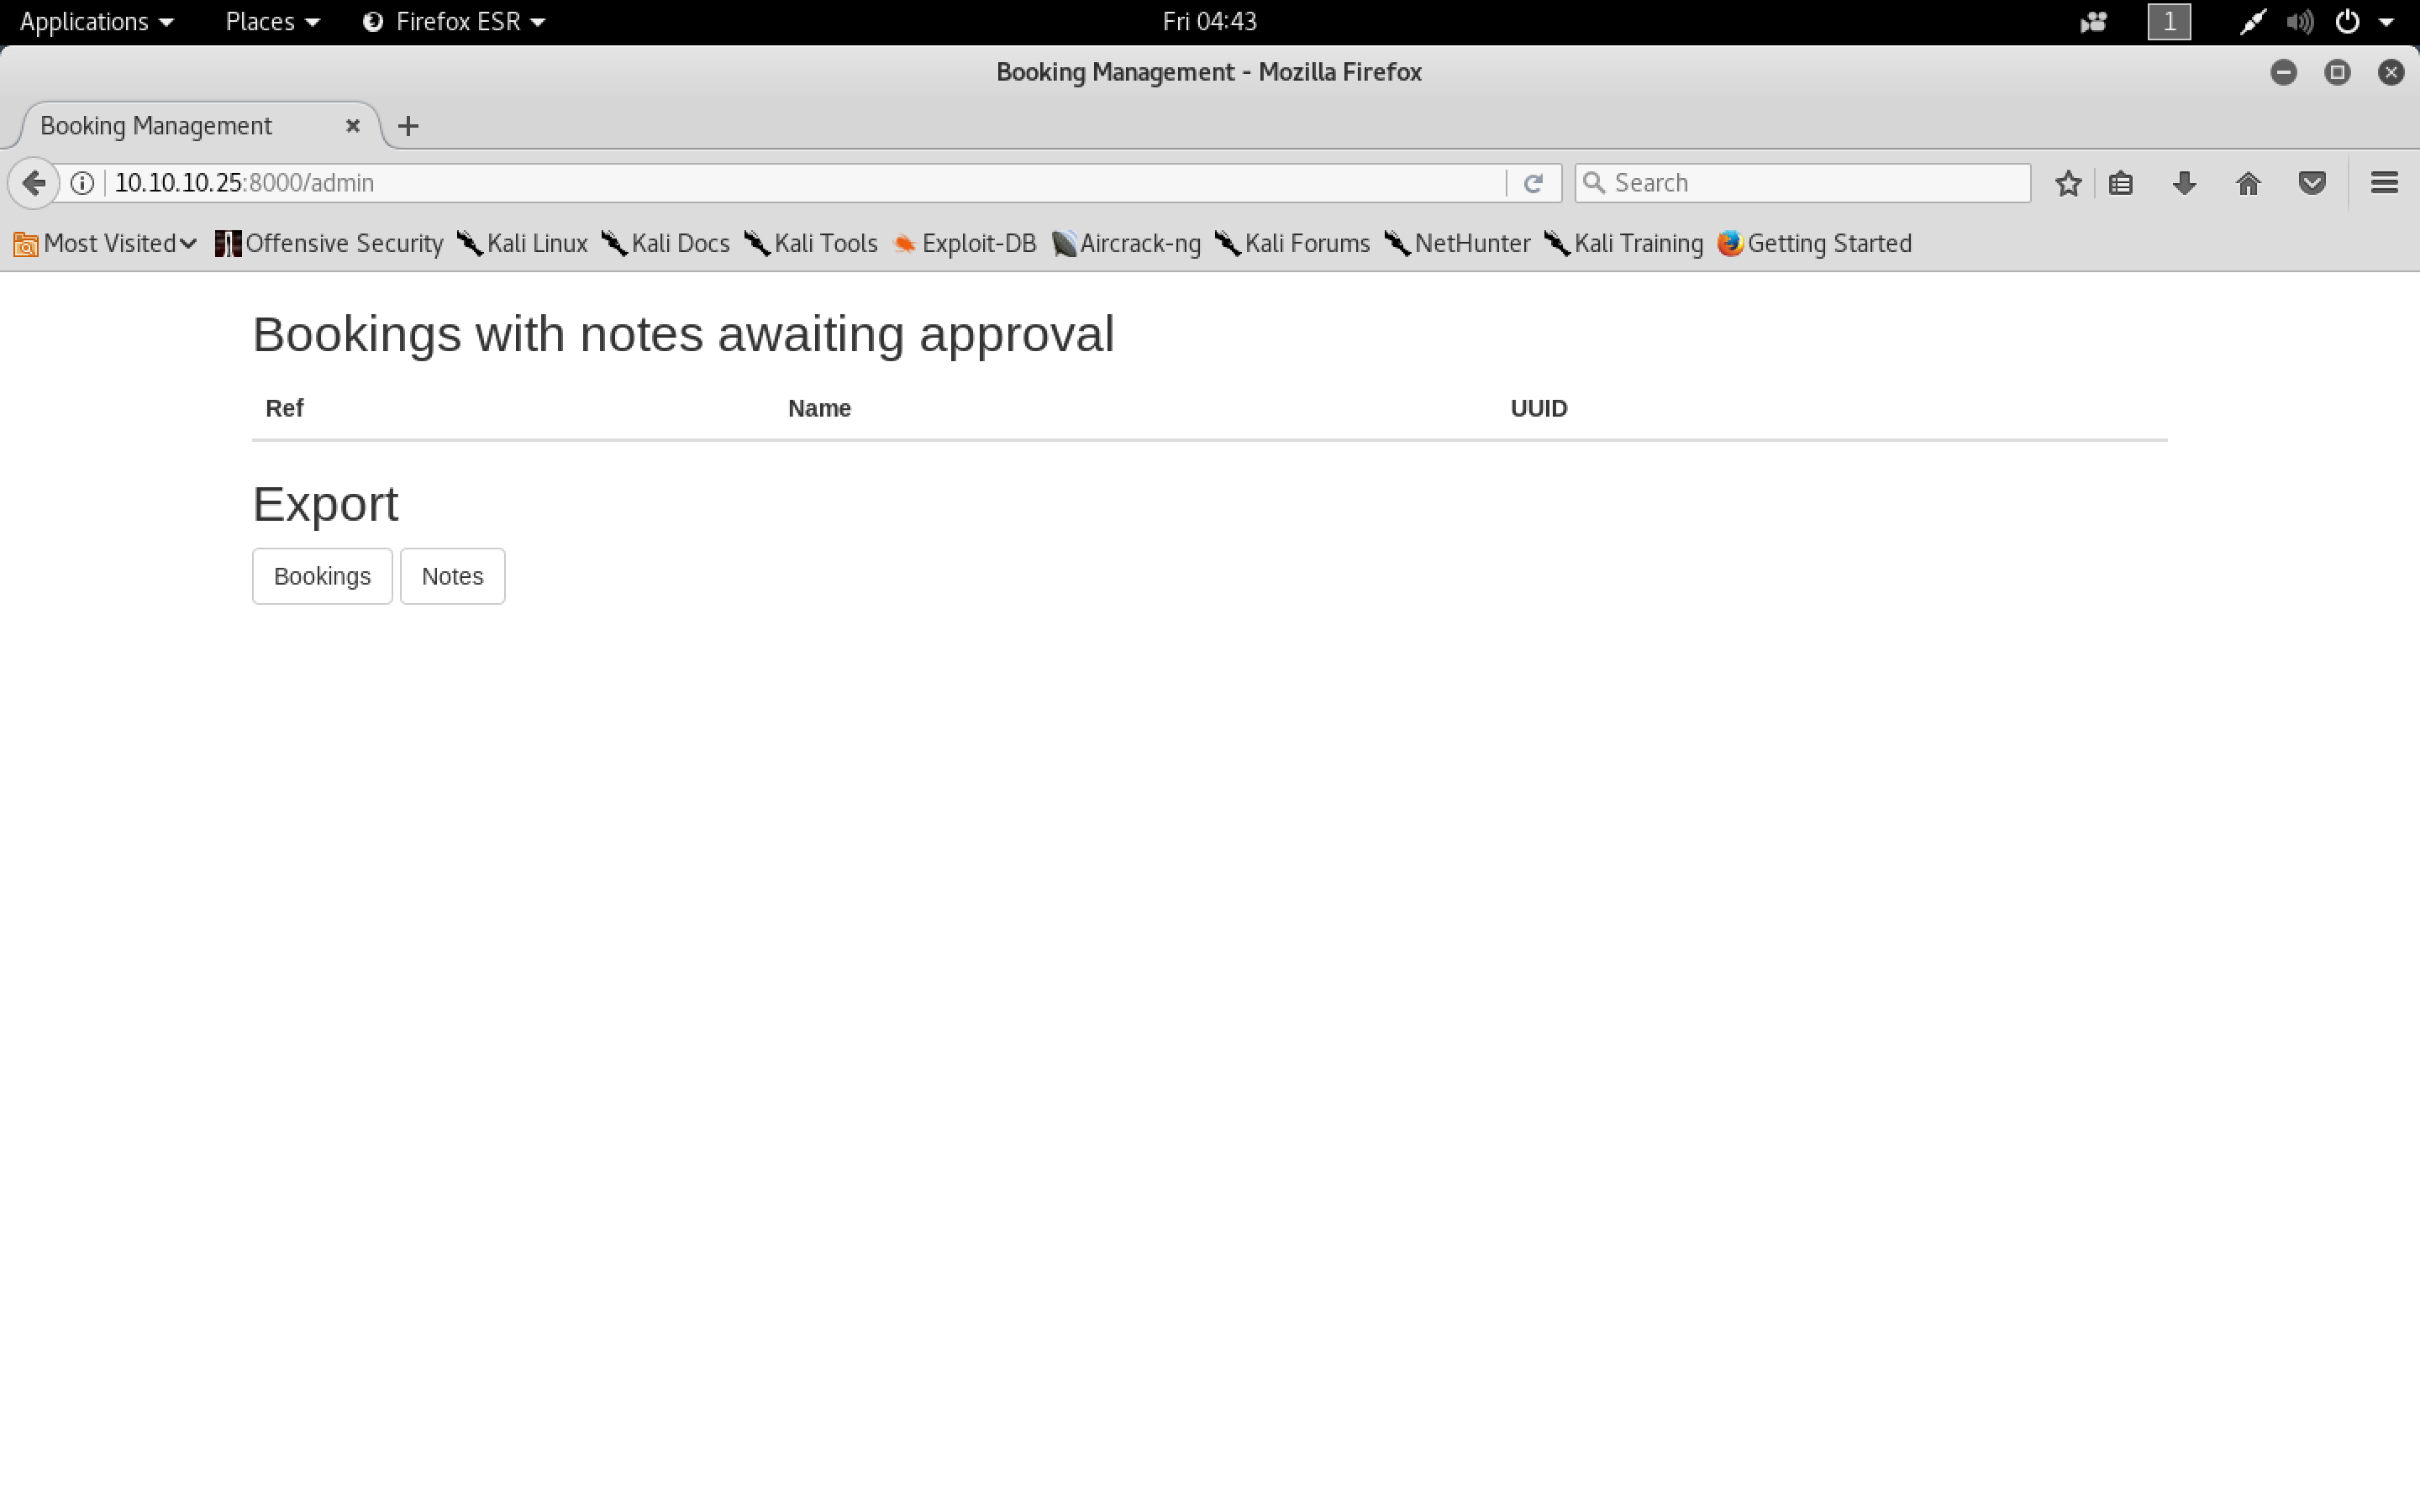 Applications Places Firefox ESR Fri 04:43 1
Booking Management - Mozilla Firefox
Booking Management
10.10.10.25:8000/admin Search
Most Visited Offensive Security Kali Linux Kali Docs Kali Tools Exploit-DB Aircrack-ng Kali Forums NetHunter Kali Training Getting Started
Bookings with notes awaiting approval
Ref Name UUID
Export
Bookings Notes